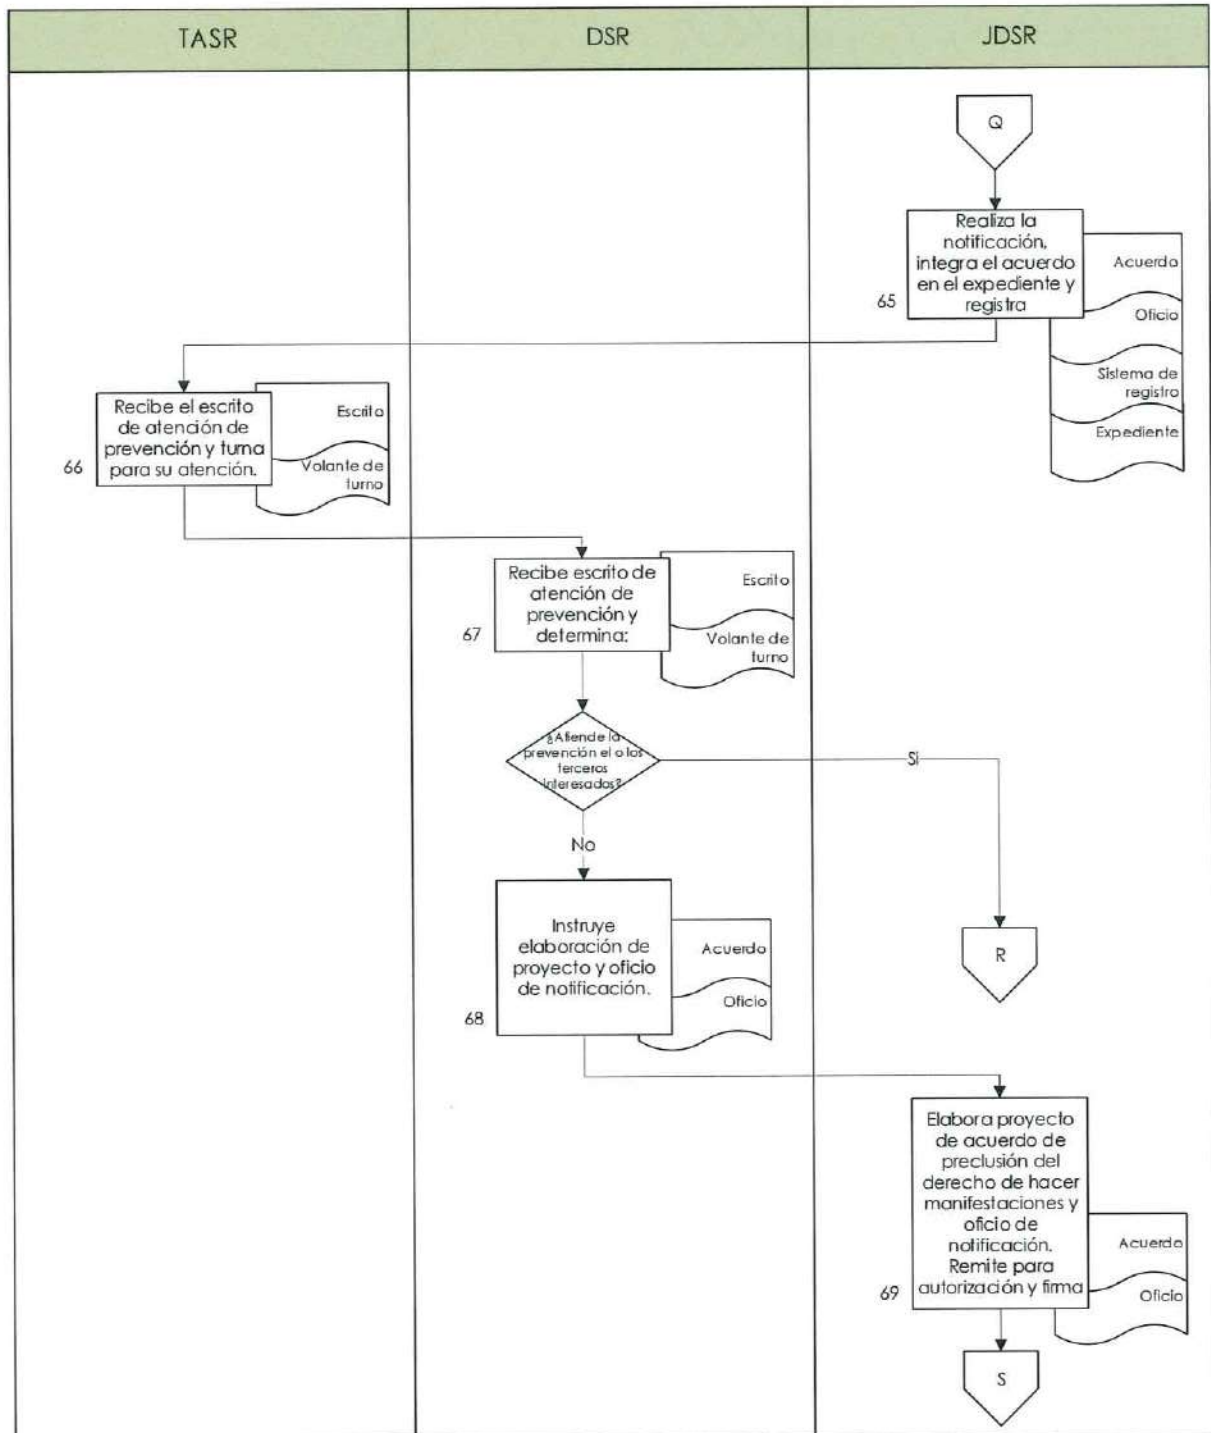 TASR
DSR
JDSR
Q
Realiza la
notificación,
integra el acuerdo
en el expediente y
registra
65
Acuerdo
Oficio
Sistema de
registro
Expediente
Recibe el escrito
de atención de
prevención y turna
para su atención.
66
Escrito
Volante de
turno
Recibe escrito de
atención de
prevención y
determina:
67
Escrito
Volante de
turno
¿Atiende la
prevención el o los
terceros
interesados?
Si
No
R
Instruye
elaboración de
proyecto y oficio
de notificación.
68
Acuerdo
Oficio
Elabora proyecto
de acuerdo de
preclusión del
derecho de hacer
manifestaciones y
oficio de
notificación.
Remite para
autorización y firma
69
Acuerdo
Oficio
S